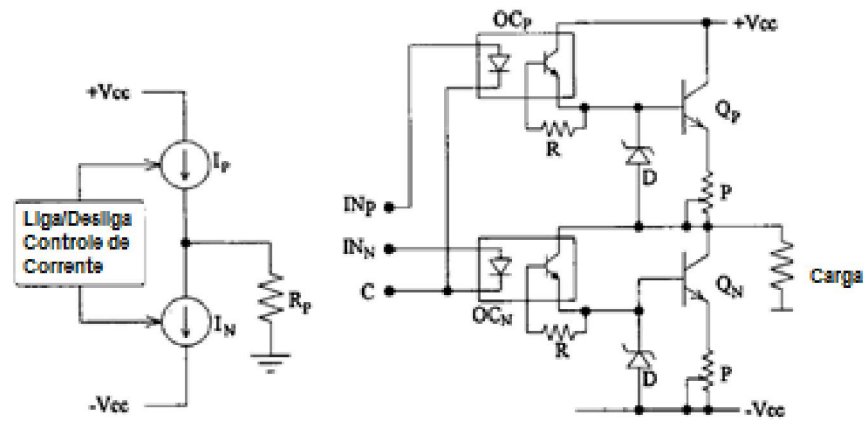 +Vcc
I_P
Liga/Desliga
Controle de
Corrente
R_P
I_N
-Vcc
OC_P
+Vcc
Q_P
R
D
P
IN_P
IN_N
C
OC_N
Q_N
Carga
R
D
P
-Vcc